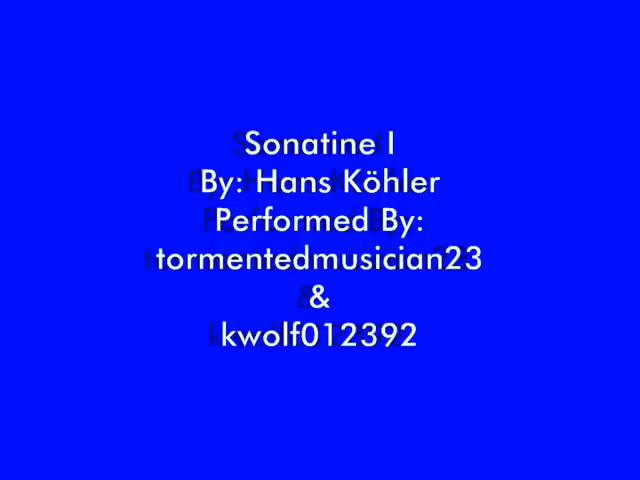 Sonatine I
By: Hans Köhler
Performed By:
tormentedmusician23
&
kwolf012392